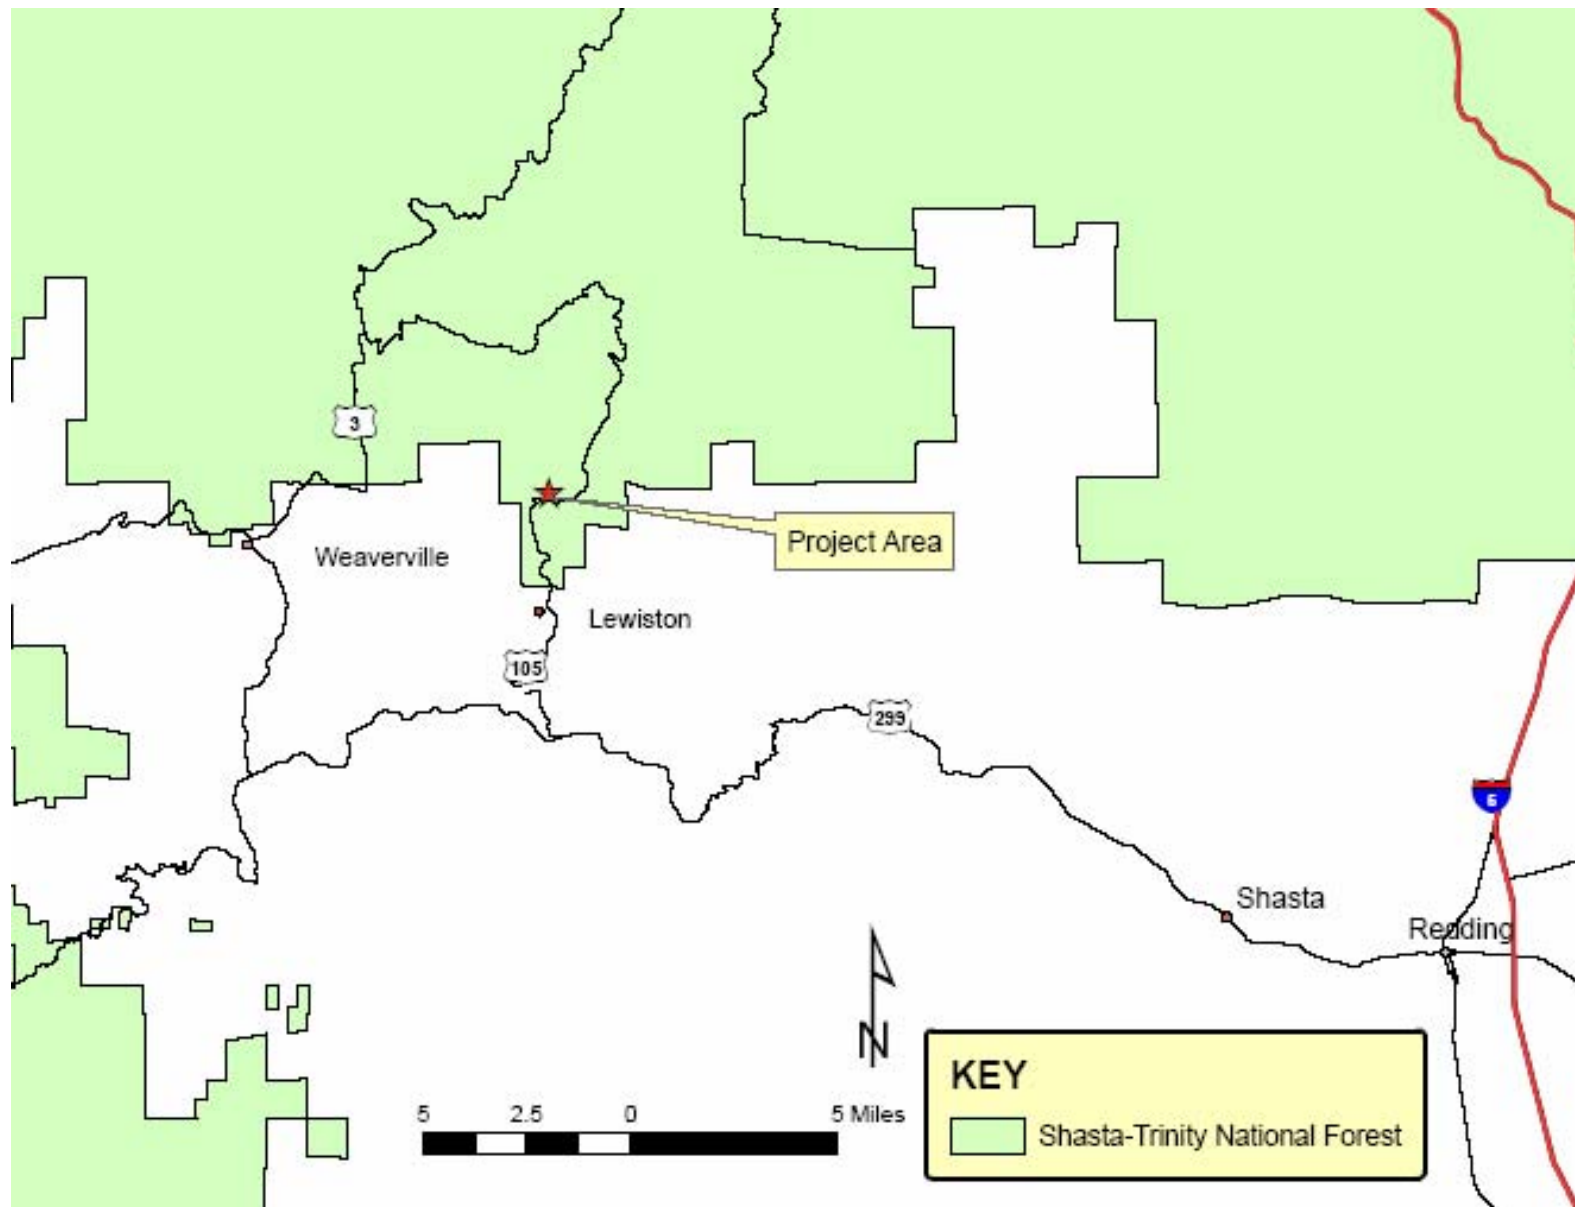 3
Project Area
Weaverville
Lewiston
105
299
5
Shasta
Redding
N
KEY
5 2.5 0 5 Miles
Shasta-Trinity National Forest